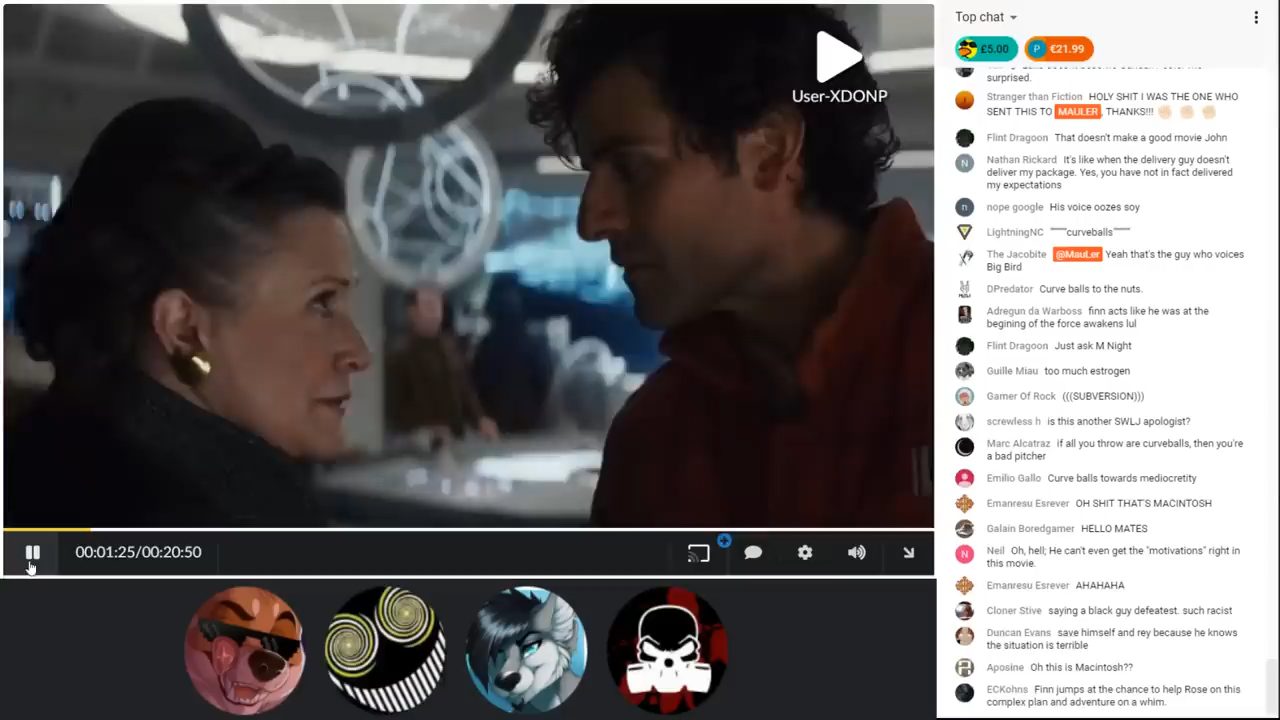 User-XDONP
00:01:25/00:20:50
Top chat
£5.00
P
€21.99
surprised.
Stranger than Fiction HOLY SHIT I WAS THE ONE WHO
SENT THIS TO MAULER, THANKS!!!
Flint Dragoon That doesn't make a good movie John
N
Nathan Rickard It's like when the delivery guy doesn't
deliver my package. Yes, you have not in fact delivered
my expectations
n
nope google His voice oozes soy
LightningNC """"curveballs""""
The Jacobite @MauLer Yeah that's the guy who voices
Big Bird
DPredator Curve balls to the nuts.
Adregun da Warboss finn acts like he was at the
begining of the force awakens lul
Flint Dragoon Just ask M Night
Guille Miau too much estrogen
Gamer Of Rock (((SUBVERSION)))
screwless h is this another SWLJ apologist?
Marc Alcatraz if all you throw are curveballs, then you're
a bad pitcher
Emilio Gallo Curve balls towards mediocretity
Emanresu Esrever OH SHIT THAT'S MACINTOSH
Galain Boredgamer HELLO MATES
N
Neil Oh, hell; He can't even get the "motivations" right in
this movie.
Emanresu Esrever AHAHAHA
Cloner Stive saying a black guy defeatest. such racist
Duncan Evans save himself and rey because he knows
the situation is terrible
Aposine Oh this is Macintosh??
ECKohns Finn jumps at the chance to help Rose on this
complex plan and adventure on a whim.